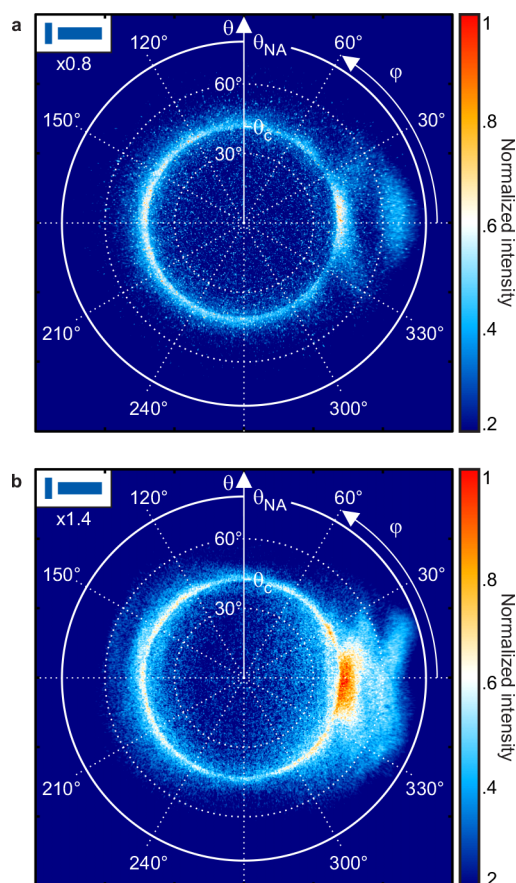 a
x0.8
θ
θNA
120°
60°
φ
150°
60°
30°
θc
30°
210°
330°
240°
300°
1
.8
.6
.4
.2
Normalized intensity
b
x1.4
θ
θNA
120°
60°
φ
150°
60°
30°
θc
30°
210°
330°
240°
300°
1
.8
.6
.4
.2
Normalized intensity